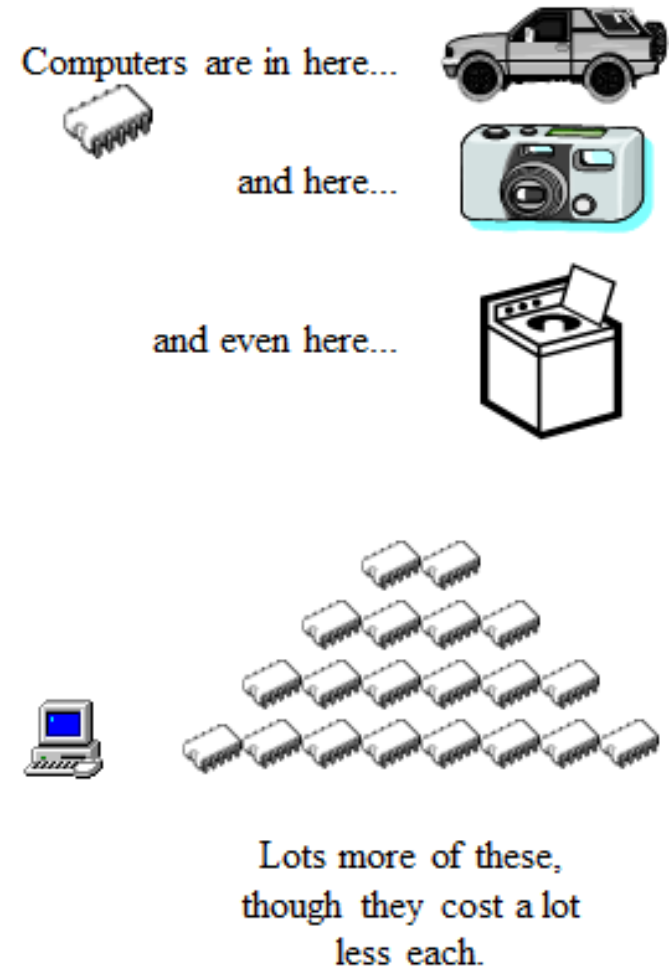 Computers are in here...
and here...
and even here...
Lots more of these,
though they cost a lot
less each.